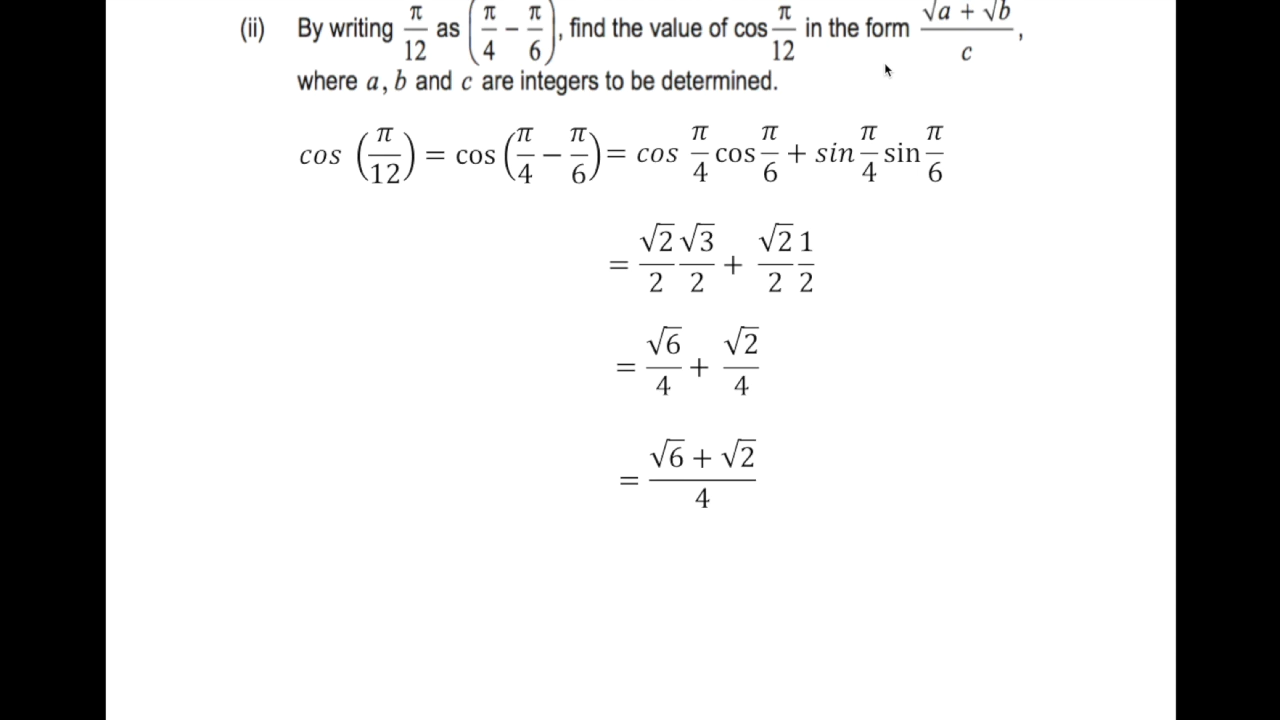 (ii) By writing π/12 as (π/4 − π/6), find the value of cos π/12 in the form (√a + √b)/c,
where a, b and c are integers to be determined.
cos (π/12) = cos (π/4 − π/6) = cos π/4 cos π/6 + sin π/4 sin π/6
= √2/2 √3/2 + √2/2 1/2
= √6/4 + √2/4
= (√6 + √2)/4